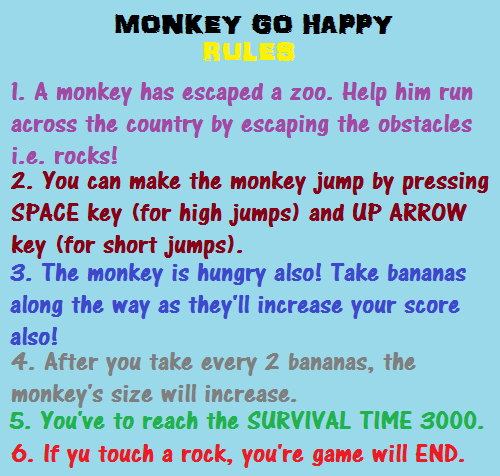 MONKEY GO HAPPY
RULES
1. A monkey has escaped a zoo. Help him run
across the country by escaping the obstacles
i.e. rocks!
2. You can make the monkey jump by pressing
SPACE key (for high jumps) and UP ARROW
key (for short jumps).
3. The monkey is hungry also! Take bananas
along the way as they'll increase your score
also!
4. After you take every 2 bananas, the
monkey's size will increase.
5. You've to reach the SURVIVAL TIME 3000.
6. If yu touch a rock, you're game will END.